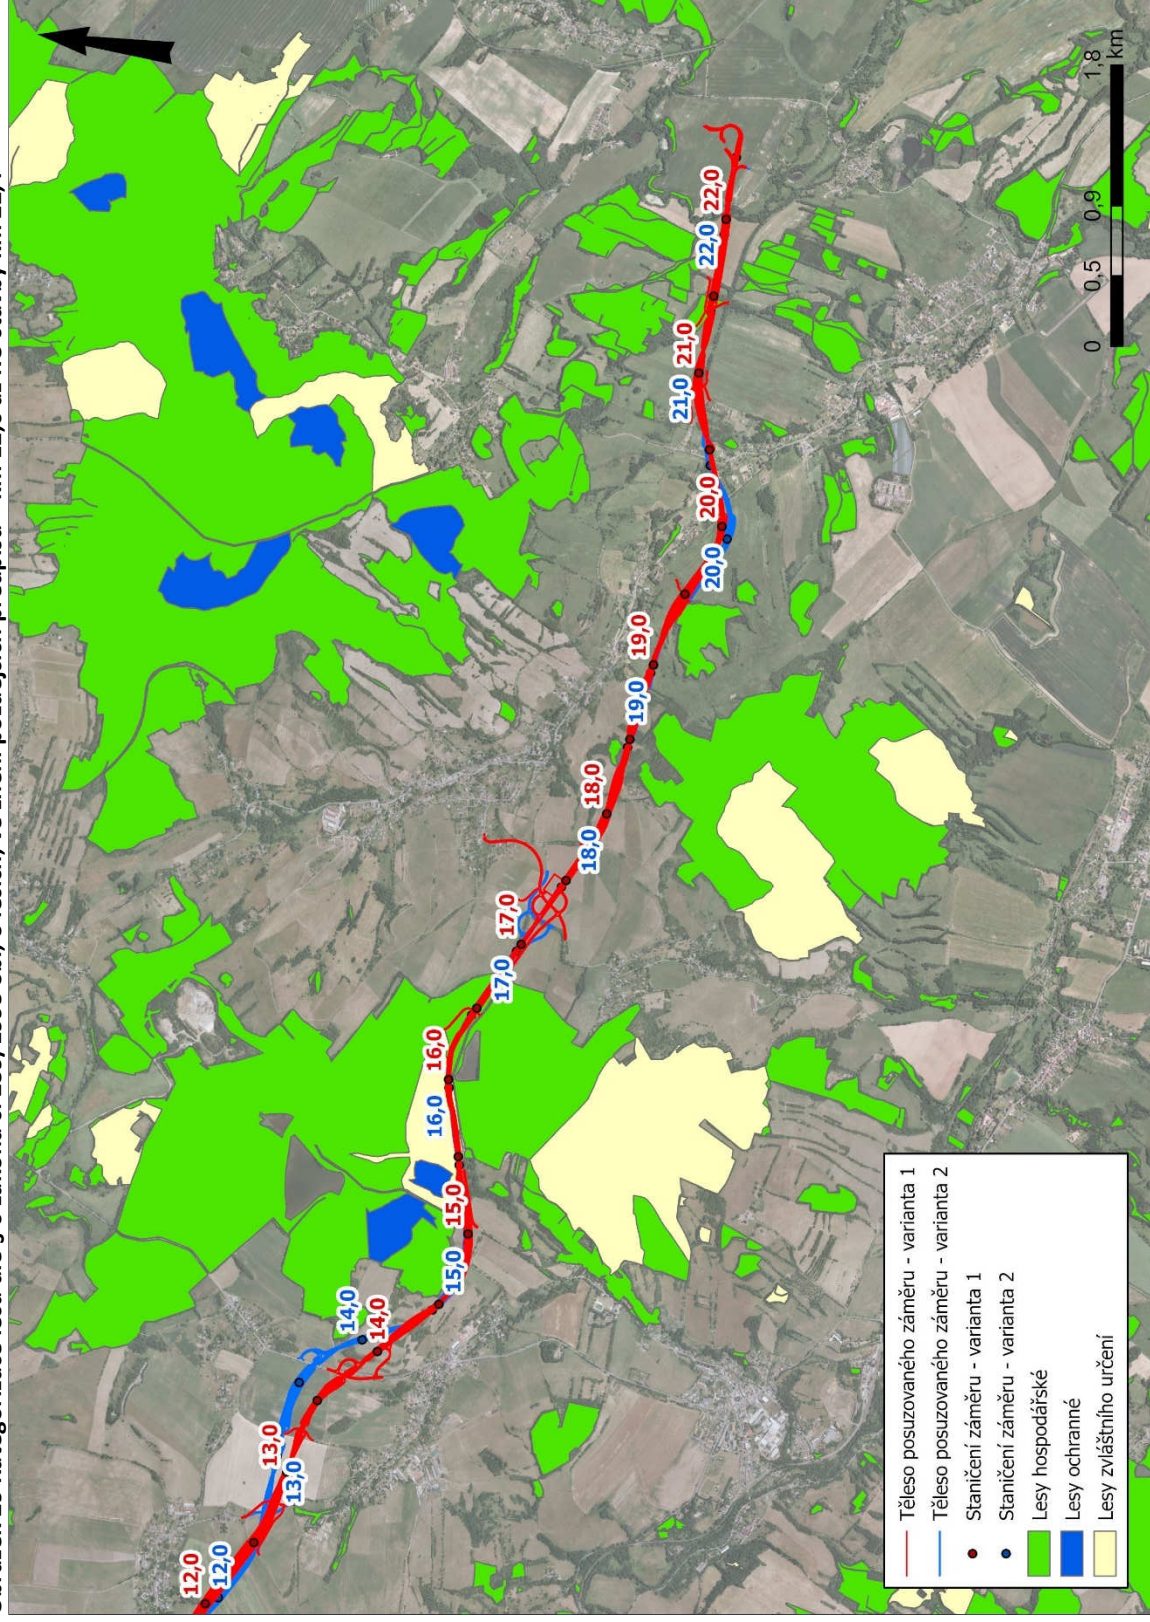 12,0
12,0
13,0
13,0
14,0
14,0
15,0
15,0
16,0
16,0
17,0
17,0
18,0
18,0
19,0
19,0
20,0
20,0
21,0
21,0
22,0
22,0
Těleso posuzovaného záměru - varianta 1
Těleso posuzovaného záměru - varianta 2
Staničení záměru - varianta 1
Staničení záměru - varianta 2
Lesy hospodářské
Lesy ochranné
Lesy zvláštního určení
0 0,5 0,9 1,8
km